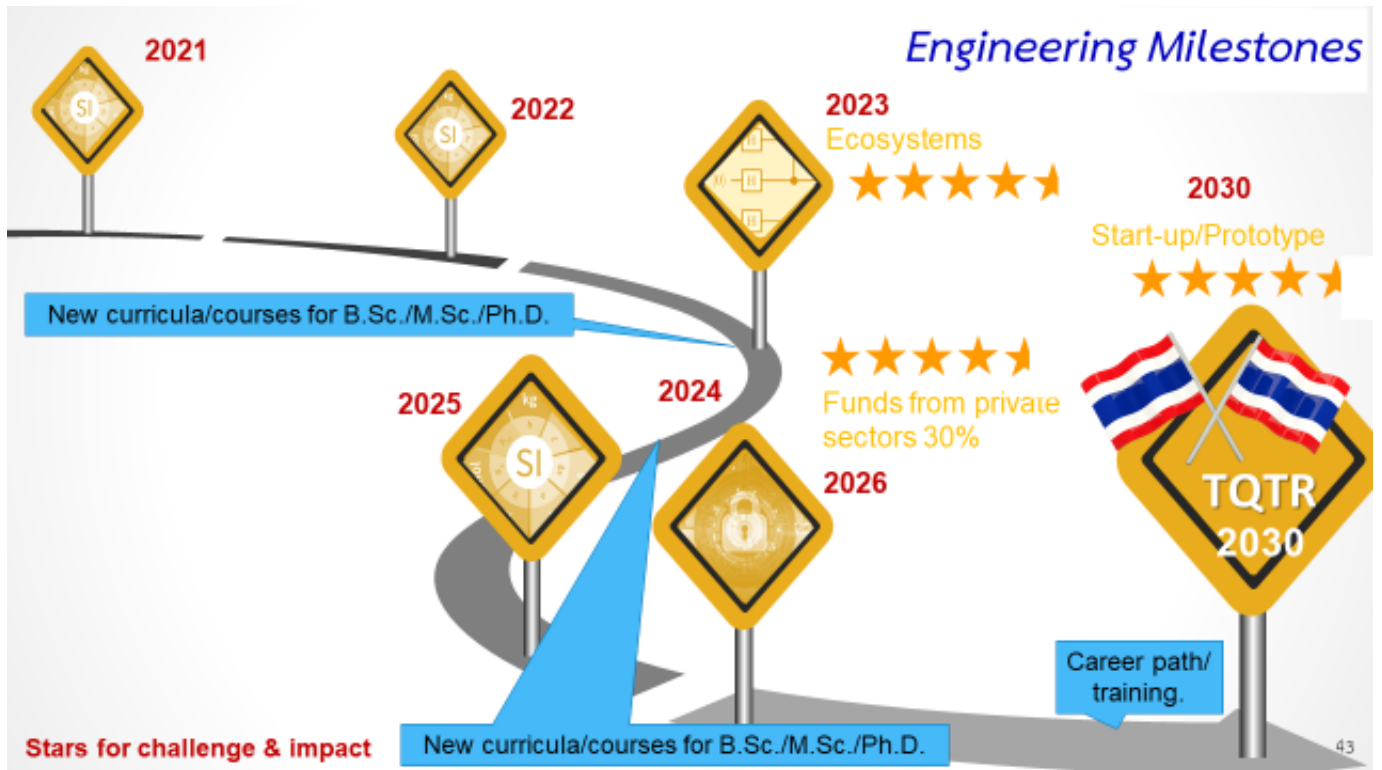 Engineering Milestones
2021
SI
2022
SI
2023
Ecosystems
2030
Start-up/Prototype
New curricula/courses for B.Sc./M.Sc./Ph.D.
2025
kg
SI
2024
Funds from private
sectors 30%
2026
TQTR
2030
Career path/
training.
Stars for challenge & impact
New curricula/courses for B.Sc./M.Sc./Ph.D.
43